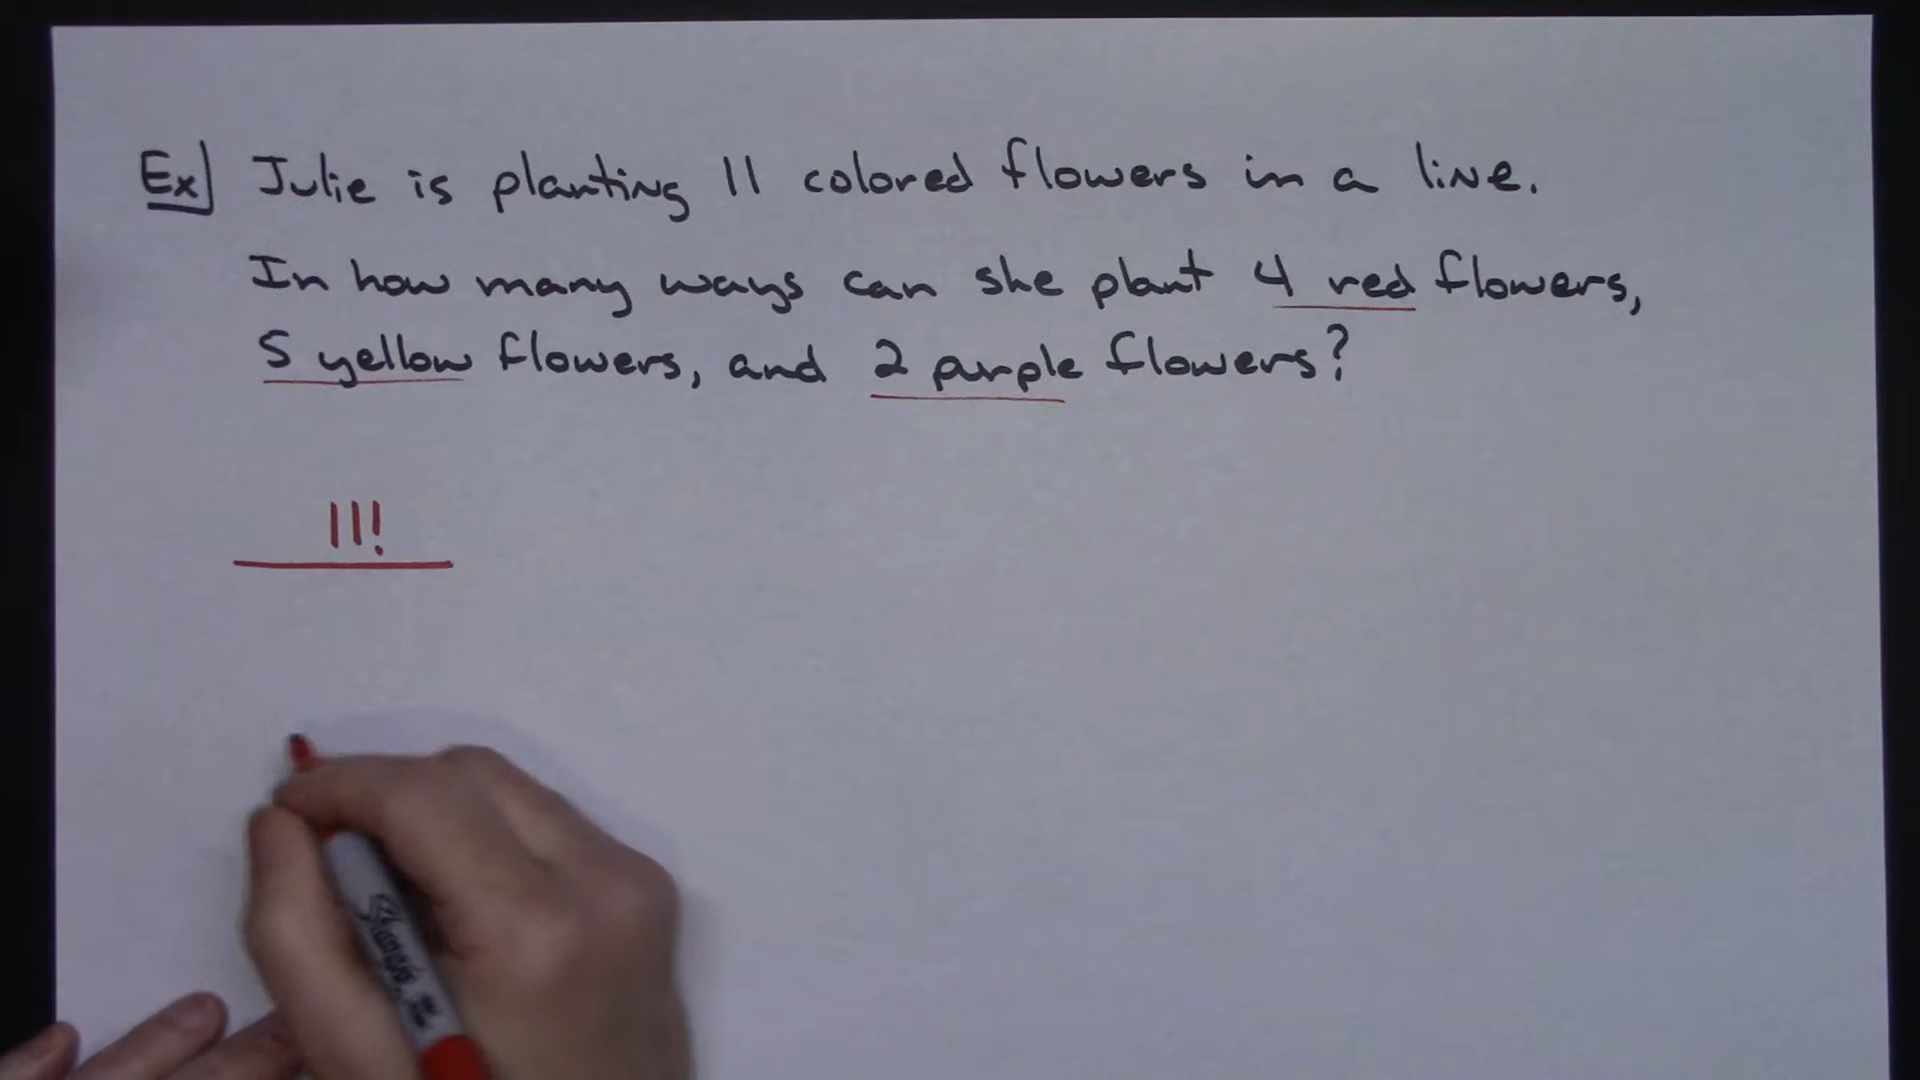 Ex] Julie is planting 11 colored flowers in a line.
In how many ways can she plant 4 red flowers,
5 yellow flowers, and 2 purple flowers?
11!
Sharpie